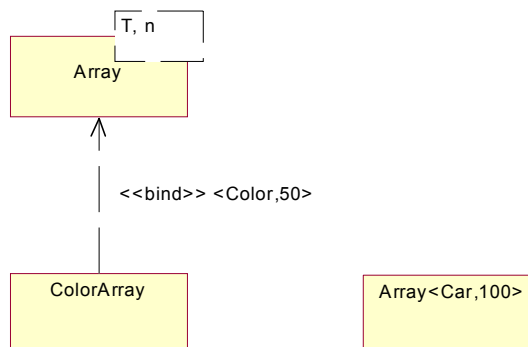 T, n
Array
<<bind>> <Color,50>
ColorArray
Array<Car,100>